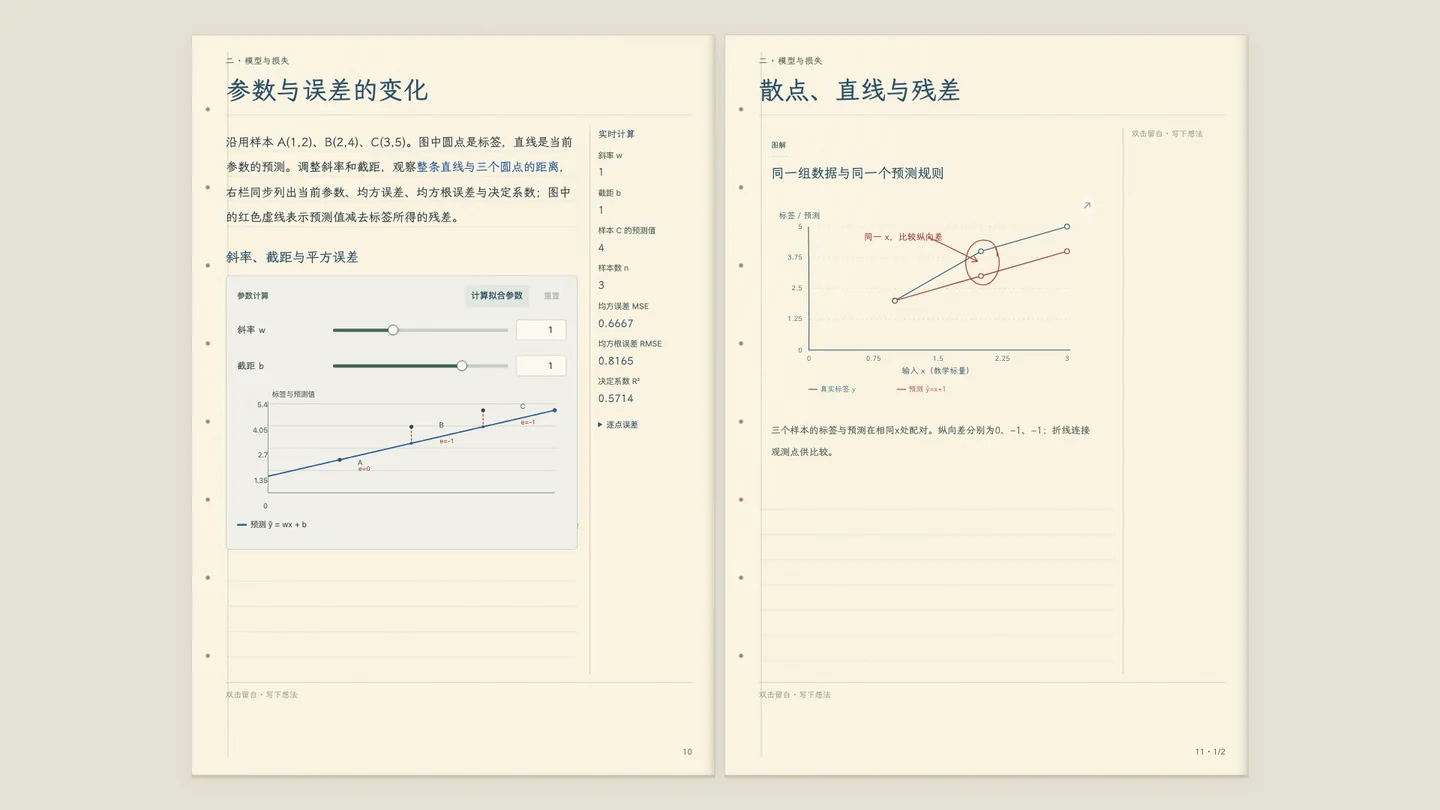 二・模型与损失
参数与误差的变化
沿用样本 A(1,2)、B(2,4)、C(3,5)。图中圆点是标签，直线是当前
参数的预测。调整斜率和截距，观察整条直线与三个圆点的距离，
右栏同步列出当前参数、均方误差、均方根误差与决定系数；图中
的红色虚线表示预测值减去标签所得的残差。
斜率、截距与平方误差
参数计算
计算拟合参数
重置
斜率 w
1
截距 b
1
标签与预测值
5.4
4.05
2.7
1.35
0
A
e=0
B
e=-1
C
e=-1
预测 ŷ = wx + b
实时计算
斜率 w
1
截距 b
1
样本 C 的预测值
4
样本数 n
3
均方误差 MSE
0.6667
均方根误差 RMSE
0.8165
决定系数 R²
0.5714
▶ 逐点误差
双击留白・写下想法
10
二・模型与损失
散点、直线与残差
双击留白・写下想法
图解
同一组数据与同一个预测规则
↗
标签 / 预测
同一 x，比较纵向差
5
3.75
2.5
1.25
0
0 0.75 1.5 2.25 3
输入 x（教学标量）
真实标签 y
预测 ŷ=x+1
三个样本的标签与预测在相同x处配对。纵向差分别为0、−1、−1；折线连接
观测点供比较。
双击留白・写下想法
11・1/2